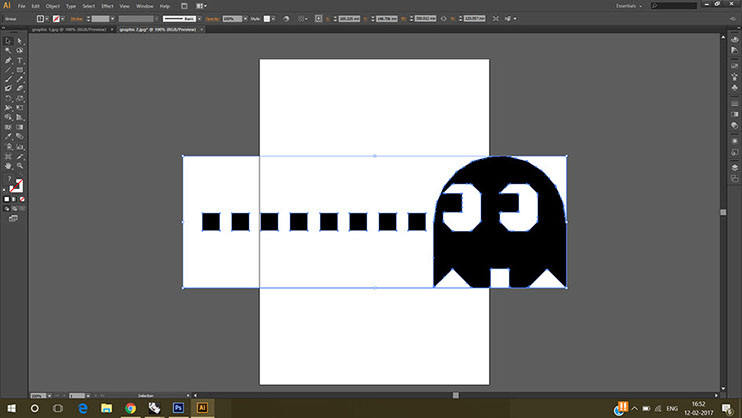 Ai File Edit Object Type Select Effect View Window Help Br Essentials
Group Stroke: Basic Opacity: 100% Style:
graphic 1.jpg @ 100% (RGB/Preview) × graphic 2.jpg* @ 100% (RGB/Preview) ×
100% 1 Selection
e Ps Ai ENG 16:52
12-02-2017